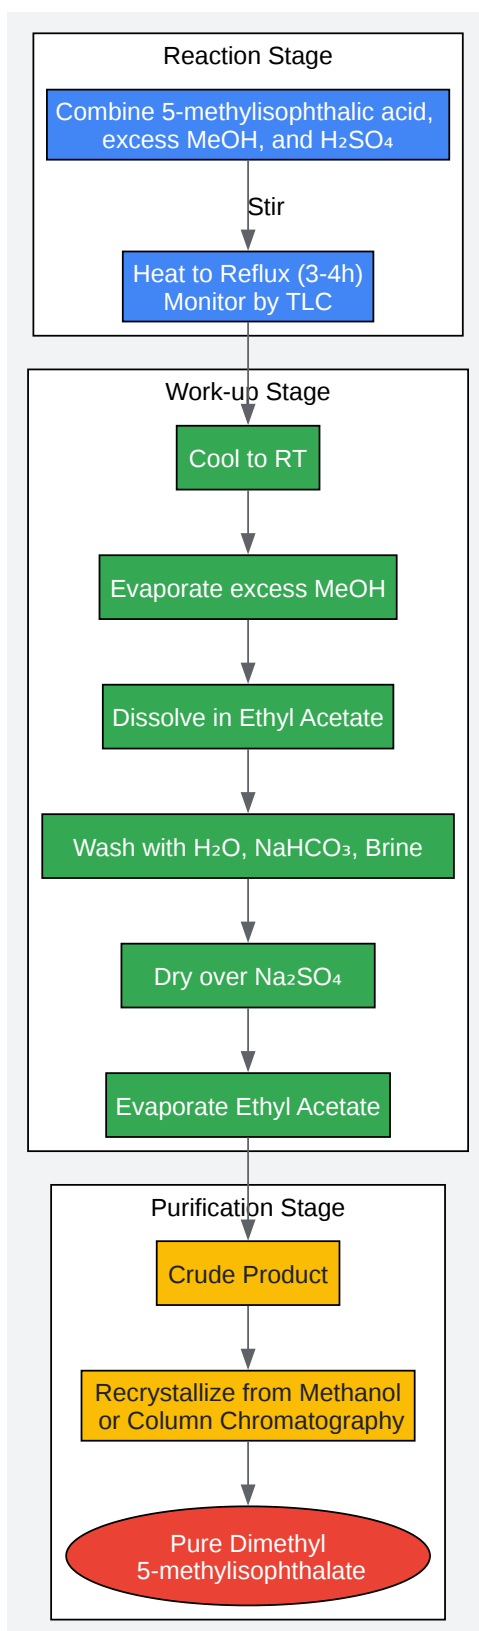 Reaction Stage
Combine 5-methylisophthalic acid,
excess MeOH, and H₂SO₄
Stir
Heat to Reflux (3-4h)
Monitor by TLC
Work-up Stage
Cool to RT
Evaporate excess MeOH
Dissolve in Ethyl Acetate
Wash with H₂O, NaHCO₃, Brine
Dry over Na₂SO₄
Evaporate Ethyl Acetate
Purification Stage
Crude Product
Recrystallize from Methanol
or Column Chromatography
Pure Dimethyl
5-methylisophthalate